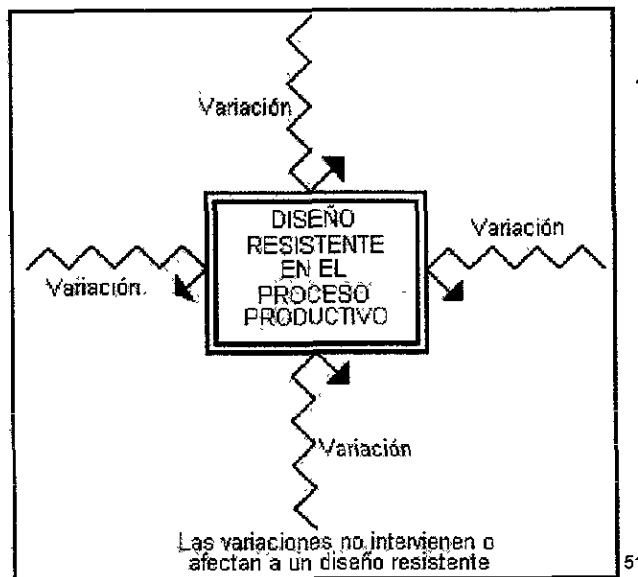 Variación
DISEÑO
RESISTENTE
EN EL
PROCESO
PRODUCTIVO
Variación
Variación.
Variación
Las variaciones no intervienen o
afectan a un diseño resistente
51